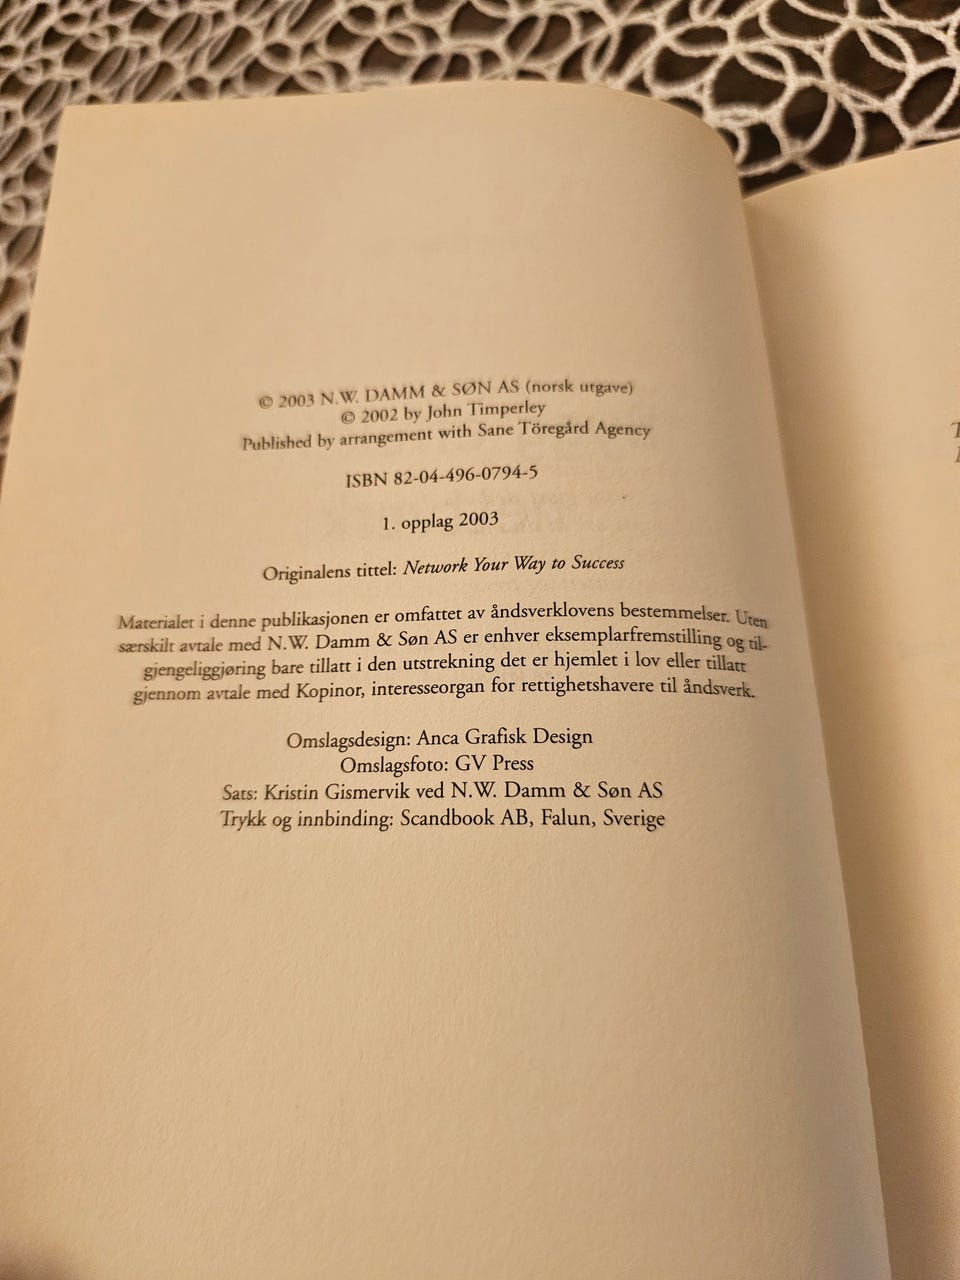 © 2003 N.W. DAMM & SØN AS (norsk utgave)
© 2002 by John Timperley
Published by arrangement with Sane Töregård Agency
ISBN 82-04-496-0794-5
1. opplag 2003
Originalens tittel: Network Your Way to Success
Materialet i denne publikasjonen er omfattet av åndsverklovens bestemmelser. Uten
særskilt avtale med N.W. Damm & Søn AS er enhver eksemplarfremstilling og til-
gjengeliggjøring bare tillatt i den utstrekning det er hjemlet i lov eller tillatt
gjennom avtale med Kopinor, interesseorgan for rettighetshavere til åndsverk.
Omslagsdesign: Anca Grafisk Design
Omslagsfoto: GV Press
Sats: Kristin Gismervik ved N.W. Damm & Søn AS
Trykk og innbinding: Scandbook AB, Falun, Sverige